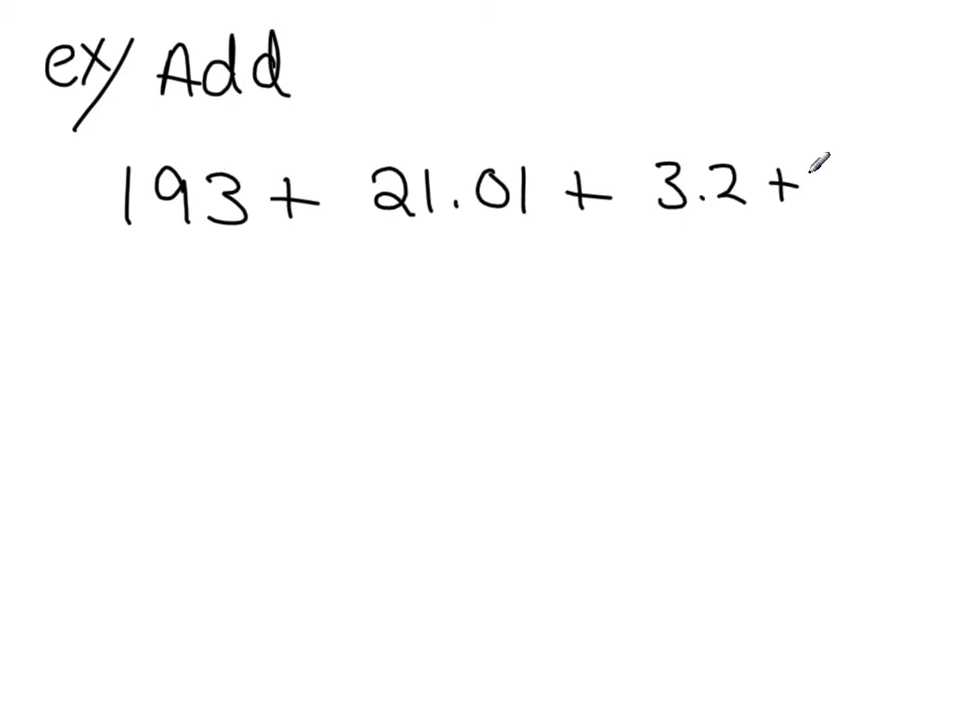 ex/ Add
193 + 21.01 + 3.2 +